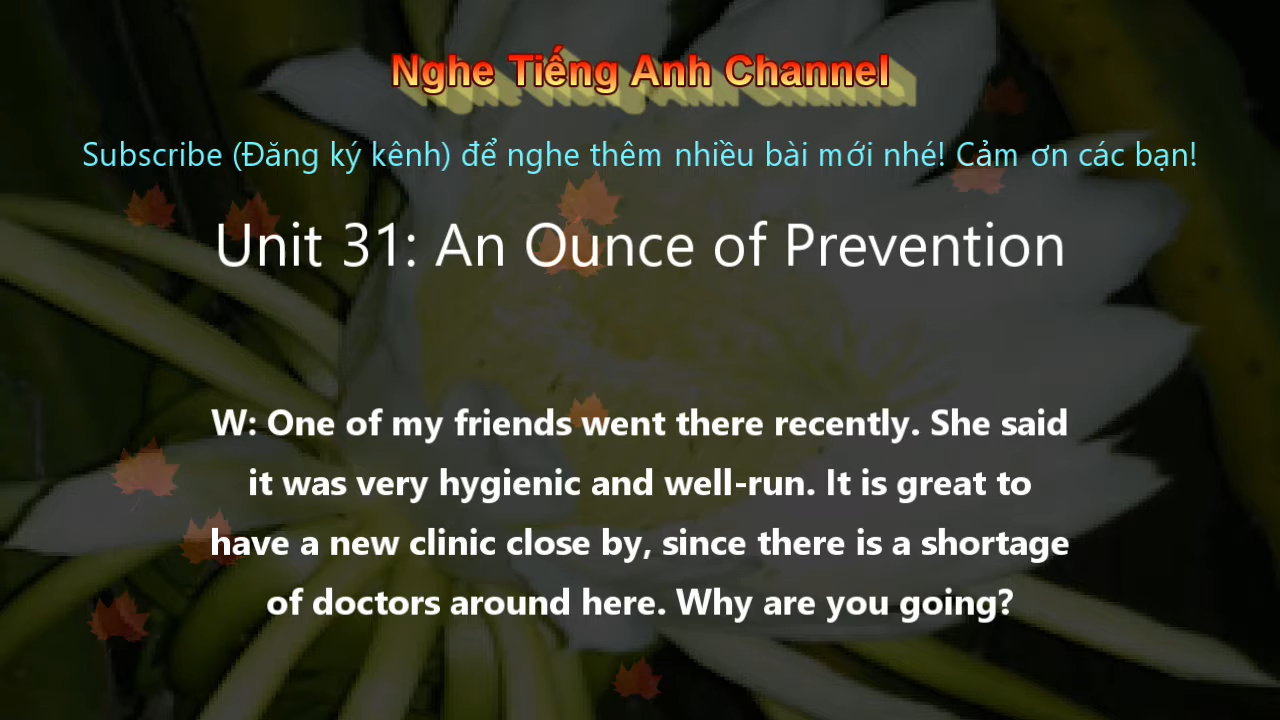 Nghe Tiếng Anh Channel
Subscribe (Đăng ký kênh) để nghe thêm nhiều bài mới nhé! Cảm ơn các bạn!
Unit 31: An Ounce of Prevention
W: One of my friends went there recently. She said
it was very hygienic and well-run. It is great to
have a new clinic close by, since there is a shortage
of doctors around here. Why are you going?